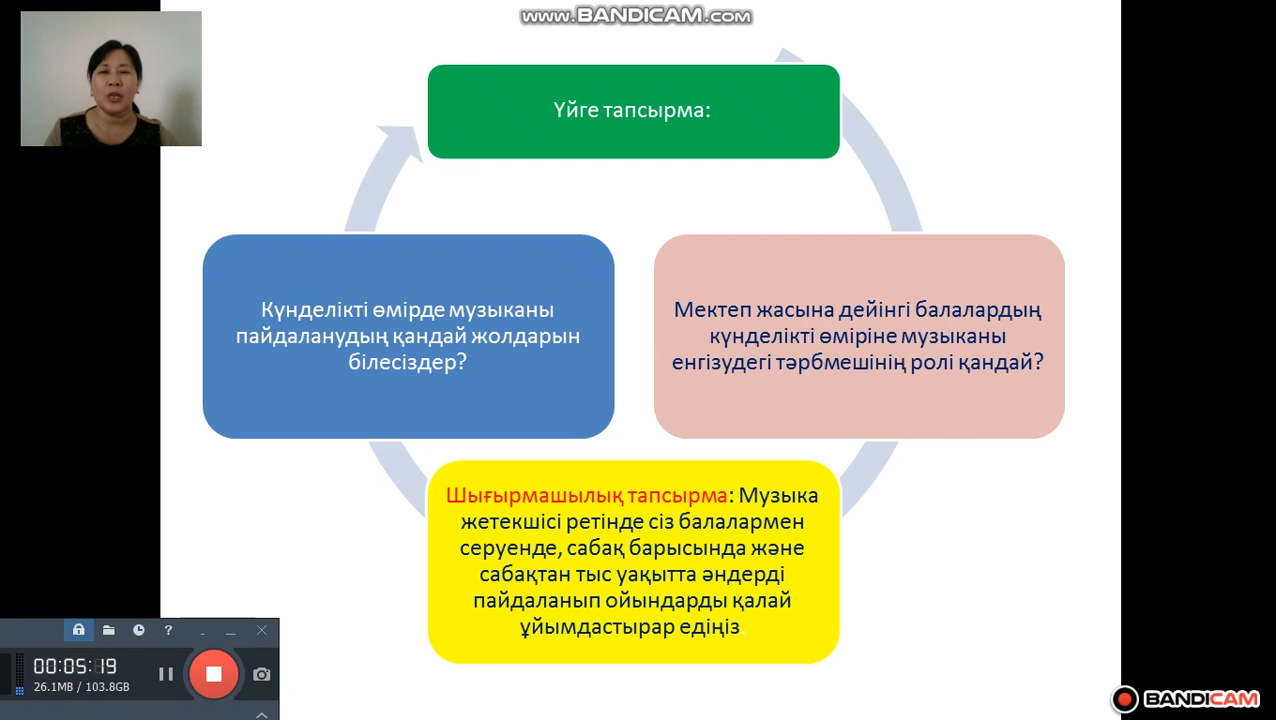 www.BANDICAM.com
Үйге тапсырма:
Күнделікті өмірде музыканы
пайдаланудың қандай жолдарын
білесіздер?
Мектеп жасына дейінгі балалардың
күнделікті өміріне музыканы
енгізудегі тәрбмешінің ролі қандай?
Шығырмашылық тапсырма: Музыка
жетекшісі ретінде сіз балалармен
серуенде, сабақ барысында және
сабақтан тыс уақытта әндерді
пайдаланып ойындарды қалай
ұйымдастырар едіңіз.
00:05:19
26.1MB / 103.8GB
BANDICAM